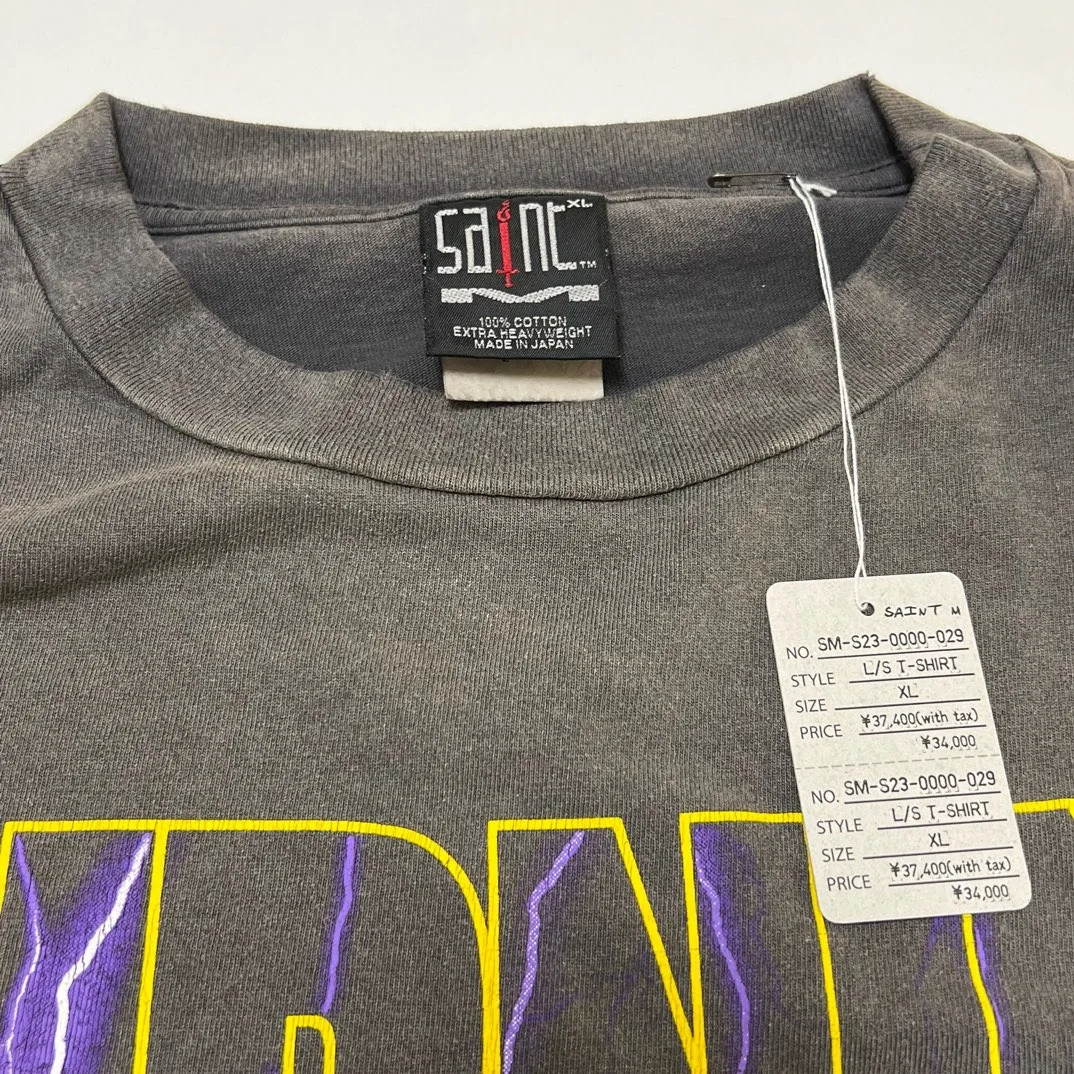 saint XL
TM
100% COTTON
EXTRA HEAVYWEIGHT
MADE IN JAPAN
SAINT M
NO. SM-S23-0000-029
STYLE L/S T-SHIRT
SIZE XL
PRICE ¥37,400(with tax)
¥34,000
NO. SM-S23-0000-029
STYLE L/S T-SHIRT
SIZE XL
PRICE ¥37,400(with tax)
¥34,000